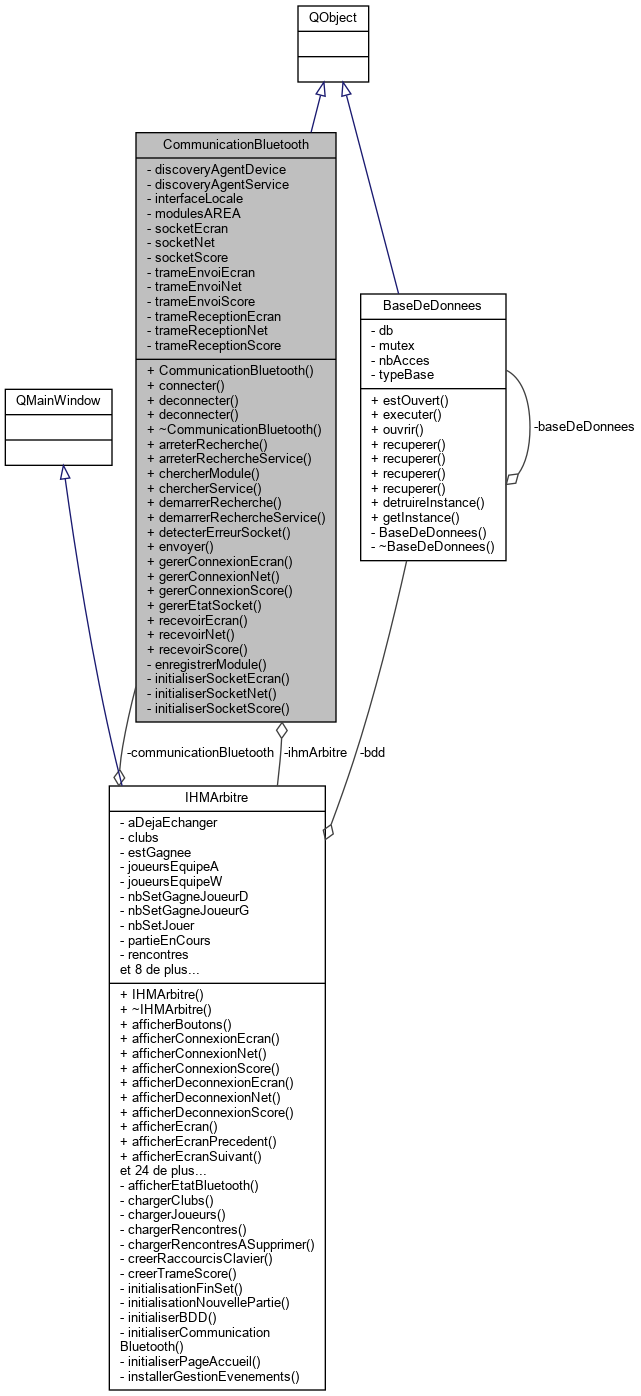 QObject
CommunicationBluetooth
- discoveryAgentDevice
- discoveryAgentService
- interfaceLocale
- modulesAREA
- socketEcran
- socketNet
- socketScore
- trameEnvoiEcran
- trameEnvoiNet
- trameEnvoiScore
- trameReceptionEcran
- trameReceptionNet
- trameReceptionScore
+ CommunicationBluetooth()
+ connecter()
+ deconnecter()
+ deconnecter()
+ ~CommunicationBluetooth()
+ arreterRecherche()
+ arreterRechercheService()
+ chercherModule()
+ chercherService()
+ demarrerRecherche()
+ demarrerRechercheService()
+ detecterErreurSocket()
+ envoyer()
+ gererConnexionEcran()
+ gererConnexionNet()
+ gererConnexionScore()
+ gererEtatSocket()
+ recevoirEcran()
+ recevoirNet()
+ recevoirScore()
- enregistrerModule()
- initialiserSocketEcran()
- initialiserSocketNet()
- initialiserSocketScore()
BaseDeDonnees
- db
- mutex
- nbAcces
- typeBase
+ estOuvert()
+ executer()
+ ouvrir()
+ recuperer()
+ recuperer()
+ recuperer()
+ recuperer()
+ detruireInstance()
+ getInstance()
- BaseDeDonnees()
- ~BaseDeDonnees()
-baseDeDonnees
QMainWindow
-communicationBluetooth
-ihmArbitre
-bdd
IHMArbitre
- aDejaEchanger
- clubs
- estGagnee
- joueursEquipeA
- joueursEquipeW
- nbSetGagneJoueurD
- nbSetGagneJoueurG
- nbSetJouer
- partieEnCours
- rencontres
et 8 de plus...
+ IHMArbitre()
+ ~IHMArbitre()
+ afficherBoutons()
+ afficherConnexionEcran()
+ afficherConnexionNet()
+ afficherConnexionScore()
+ afficherDeconnexionEcran()
+ afficherDeconnexionNet()
+ afficherDeconnexionScore()
+ afficherEcran()
+ afficherEcranPrecedent()
+ afficherEcranSuivant()
et 24 de plus...
- afficherEtatBluetooth()
- chargerClubs()
- chargerJoueurs()
- chargerRencontres()
- chargerRencontresASupprimer()
- creerRaccourcisClavier()
- creerTrameScore()
- initialisationFinSet()
- initialisationNouvellePartie()
- initialiserBDD()
- initialiserCommunication
Bluetooth()
- initialiserPageAccueil()
- installerGestionEvenements()